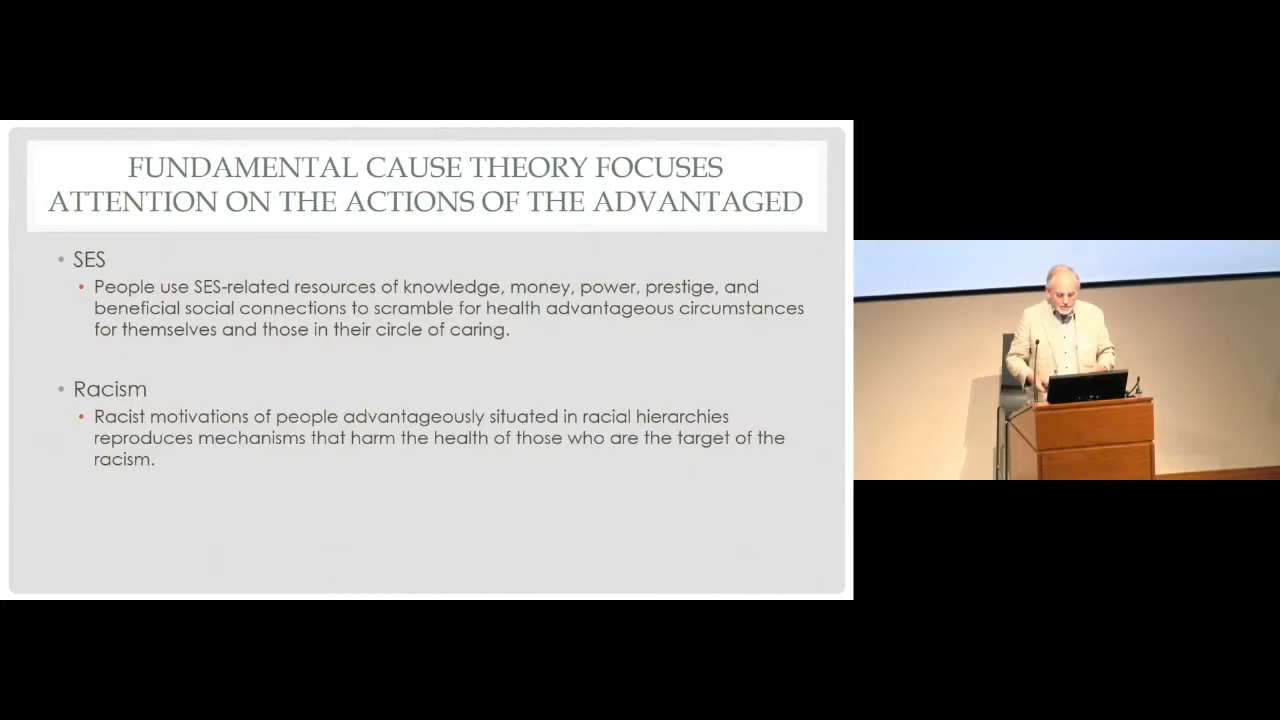 FUNDAMENTAL CAUSE THEORY FOCUSES
ATTENTION ON THE ACTIONS OF THE ADVANTAGED
• SES
• People use SES-related resources of knowledge, money, power, prestige, and
beneficial social connections to scramble for health advantageous circumstances
for themselves and those in their circle of caring.
• Racism
• Racist motivations of people advantageously situated in racial hierarchies
reproduces mechanisms that harm the health of those who are the target of the
racism.